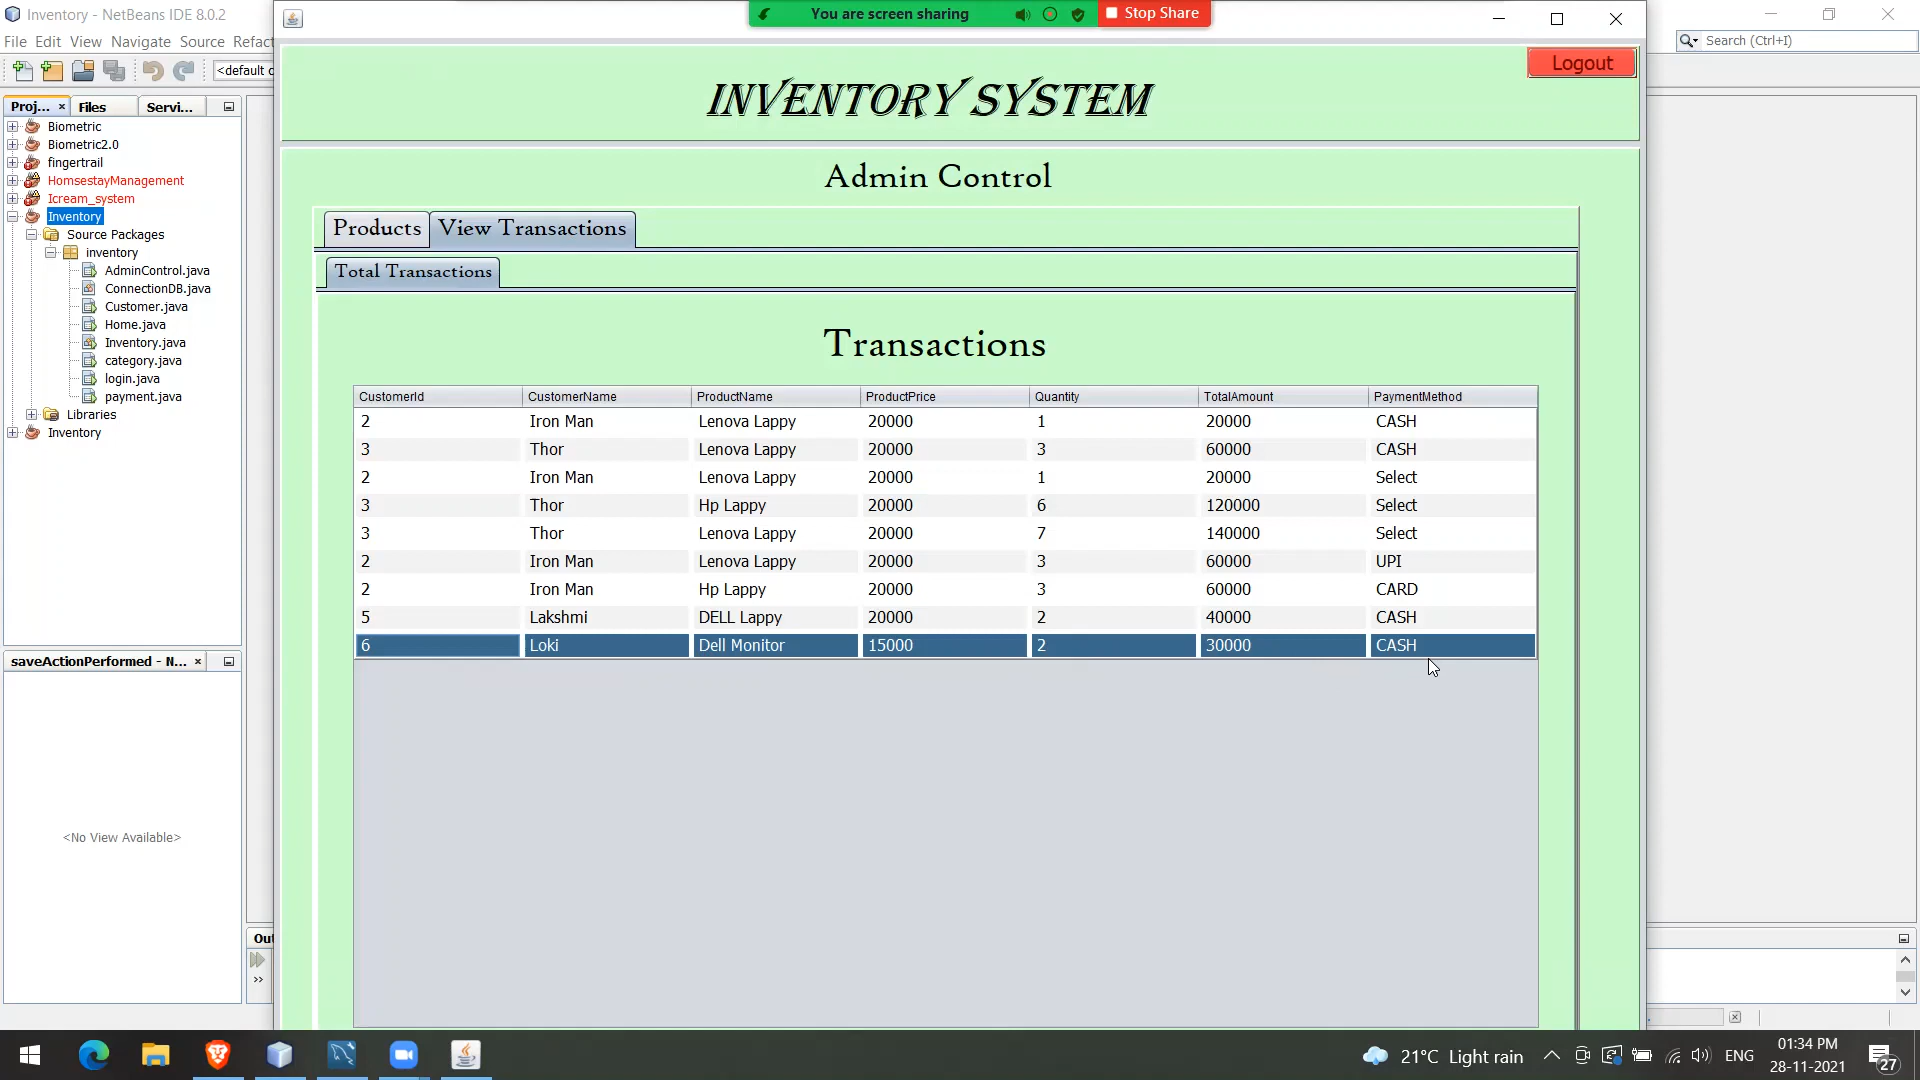 Inventory - NetBeans IDE 8.0.2
You are screen sharing
Stop Share
File Edit View Navigate Source Refact
Search (Ctrl+I)
<default c
Logout
INVENTORY SYSTEM
Proj... × Files Servi...
Biometric
Biometric2.0
fingertrail
HomsestayManagement
Icream_system
Inventory
Source Packages
inventory
AdminControl.java
ConnectionDB.java
Customer.java
Home.java
Inventory.java
category.java
login.java
payment.java
Libraries
Inventory
Admin Control
Products View Transactions
Total Transactions
Transactions
CustomerId CustomerName ProductName ProductPrice Quantity TotalAmount PaymentMethod
2 Iron Man Lenova Lappy 20000 1 20000 CASH
3 Thor Lenova Lappy 20000 3 60000 CASH
2 Iron Man Lenova Lappy 20000 1 20000 Select
3 Thor Hp Lappy 20000 6 120000 Select
3 Thor Lenova Lappy 20000 7 140000 Select
2 Iron Man Lenova Lappy 20000 3 60000 UPI
2 Iron Man Hp Lappy 20000 3 60000 CARD
5 Lakshmi DELL Lappy 20000 2 40000 CASH
6 Loki Dell Monitor 15000 2 30000 CASH
saveActionPerformed - N... ×
<No View Available>
Out
>>
21°C Light rain
ENG
01:34 PM
28-11-2021
27